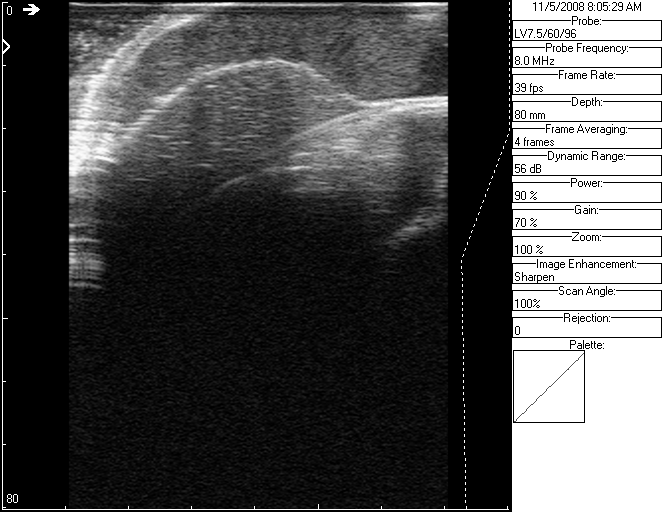 0
80
11/5/2008 8:05:29 AM
Probe:
LV7.5/60/96
Probe Frequency:
8.0 MHz
Frame Rate:
39 fps
Depth:
80 mm
Frame Averaging:
4 frames
Dynamic Range:
56 dB
Power:
90 %
Gain:
70 %
Zoom:
100 %
Image Enhancement:
Sharpen
Scan Angle:
100%
Rejection:
0
Palette: